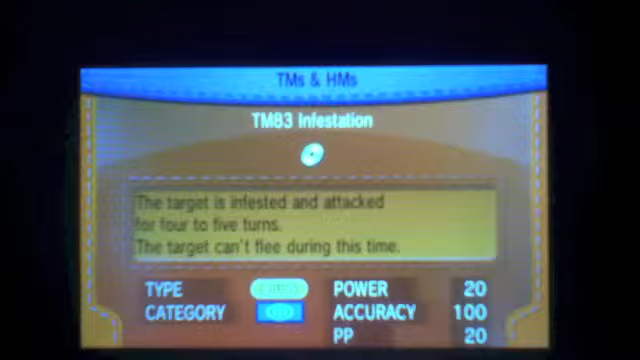 TMs & HMs
TM83 Infestation
The target is infested and attacked
for four to five turns.
The target can't flee during this time.
TYPE
POWER 20
CATEGORY
ACCURACY 100
PP 20